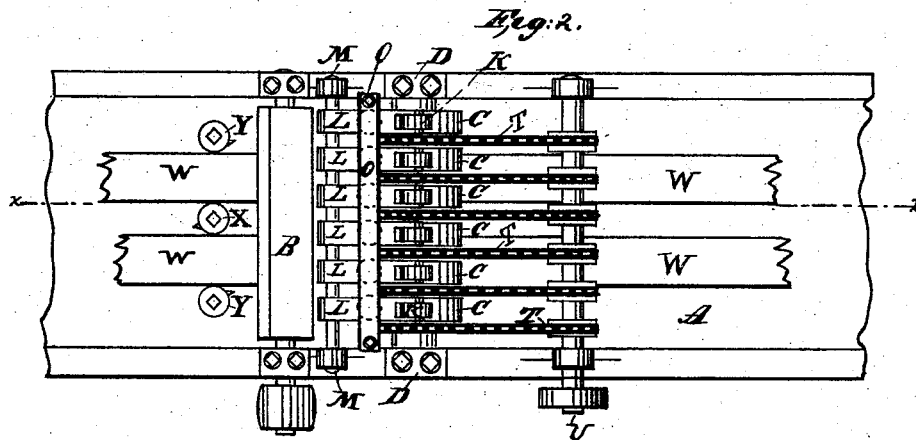 Fig: 2.
M O D K
Y L C T
W L C W
L C
x X x
B L C T
W L C W
Y L C T A
M D U